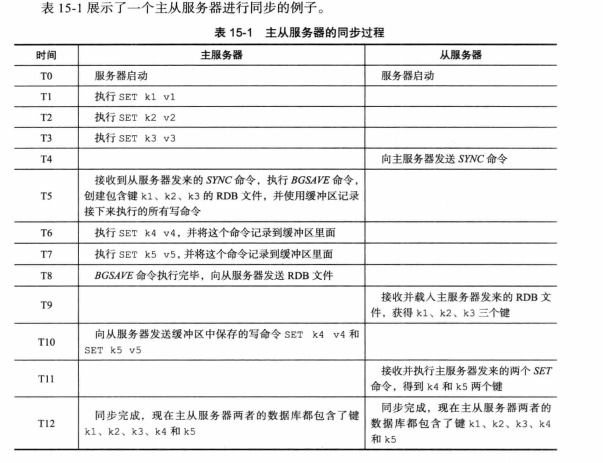 表 15-1 展示了一个主从服务器进行同步的例子。
表 15-1 主从服务器的同步过程
时间 主服务器 从服务器
T0 服务器启动 服务器启动
T1 执行 SET k1 v1
T2 执行 SET k2 v2
T3 执行 SET k3 v3
T4 向主服务器发送 SYNC 命令
接收到从服务器发来的 SYNC 命令，执行 BGSAVE 命令，
T5 创建包含键 k1、k2、k3 的 RDB 文件，并使用缓冲区记录
接下来执行的所有写命令
T6 执行 SET k4 v4，并将这个命令记录到缓冲区里面
T7 执行 SET k5 v5，并将这个命令记录到缓冲区里面
T8 BGSAVE 命令执行完毕，向从服务器发送 RDB 文件
T9 接收并载入主服务器发来的 RDB 文
件，获得 k1、k2、k3 三个键
T10 向从服务器发送缓冲区中保存的写命令 SET k4 v4 和
SET k5 v5
T11 接收并执行主服务器发来的两个 SET
命令，得到 k4 和 k5 两个键
T12 同步完成，现在主从服务器两者的数据库都包含了键
k1、k2、k3、k4 和 k5
同步完成，现在主从服务器两者的
数据库都包含了键 k1、k2、k3、k4
和 k5